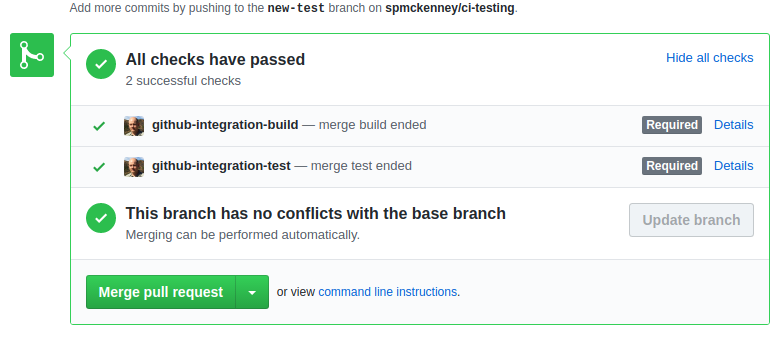 Add more commits by pushing to the new-test branch on spmckenney/ci-testing.
All checks have passed
Hide all checks
2 successful checks
github-integration-build — merge build ended Required Details
github-integration-test — merge test ended Required Details
This branch has no conflicts with the base branch
Update branch
Merging can be performed automatically.
Merge pull request or view command line instructions.